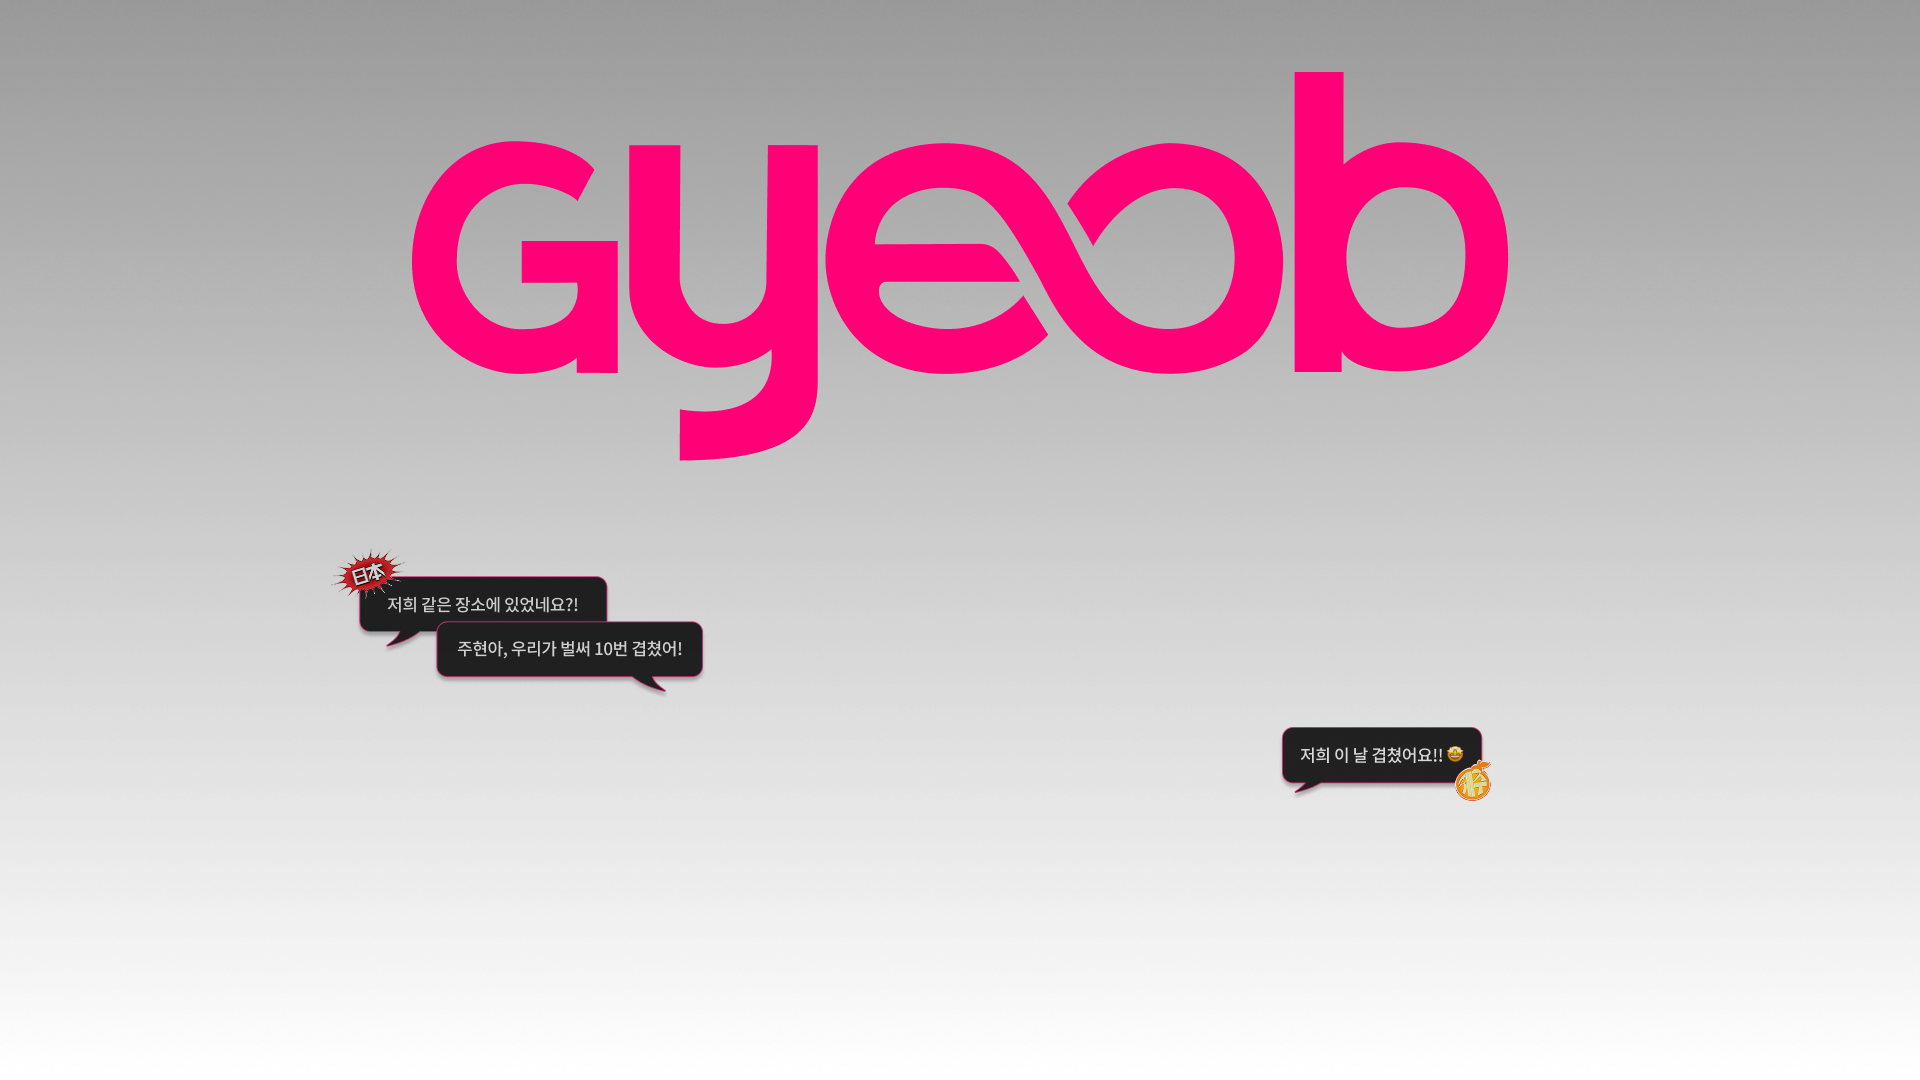 Gyeob
日本
저희 같은 장소에 있었네요?!
주현아, 우리가 벌써 10번 겹쳤어!
저희 이 날 겹쳤어요!! 🤩